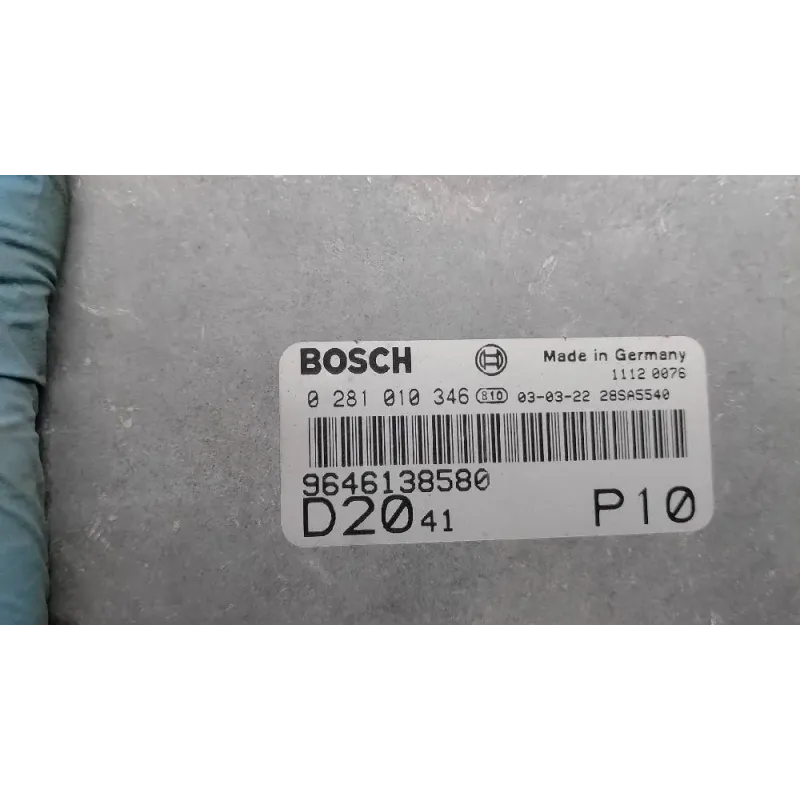 BOSCH Made in Germany
1112 0076
0 281 010 346 810 03-03-22 28SA5540
9646138580
D20 41 P10